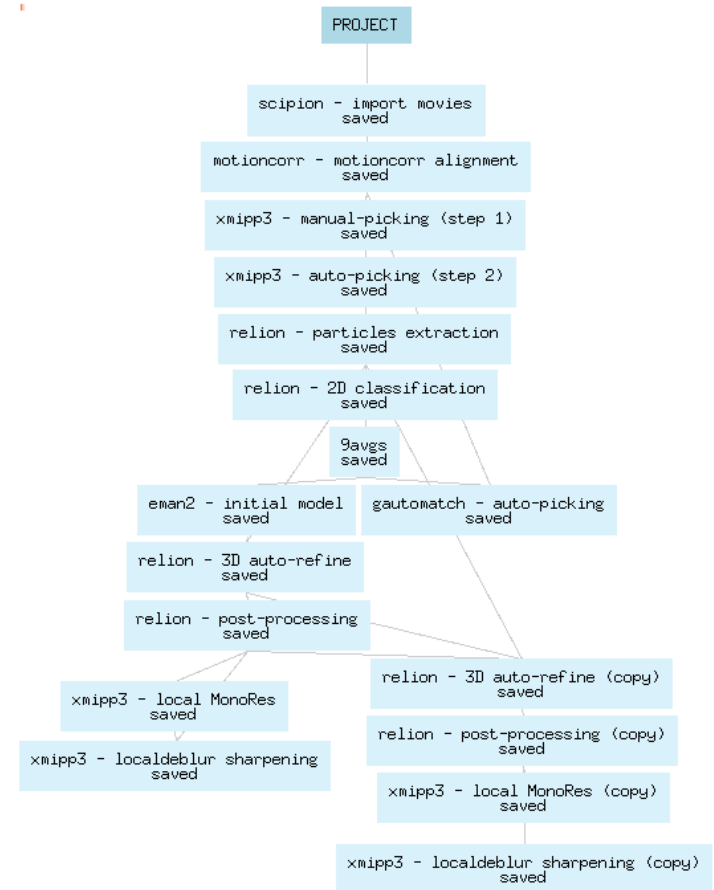 PROJECT
scipion - import movies
saved
motioncorr - motioncorr alignment
saved
xmipp3 - manual-picking (step 1)
saved
xmipp3 - auto-picking (step 2)
saved
relion - particles extraction
saved
relion - 2D classification
saved
9avgs
saved
eman2 - initial model
saved
gautomatch - auto-picking
saved
relion - 3D auto-refine
saved
relion - post-processing
saved
relion - 3D auto-refine (copy)
saved
xmipp3 - local MonoRes
saved
relion - post-processing (copy)
saved
xmipp3 - localdeblur sharpening
saved
xmipp3 - local MonoRes (copy)
saved
xmipp3 - localdeblur sharpening (copy)
saved